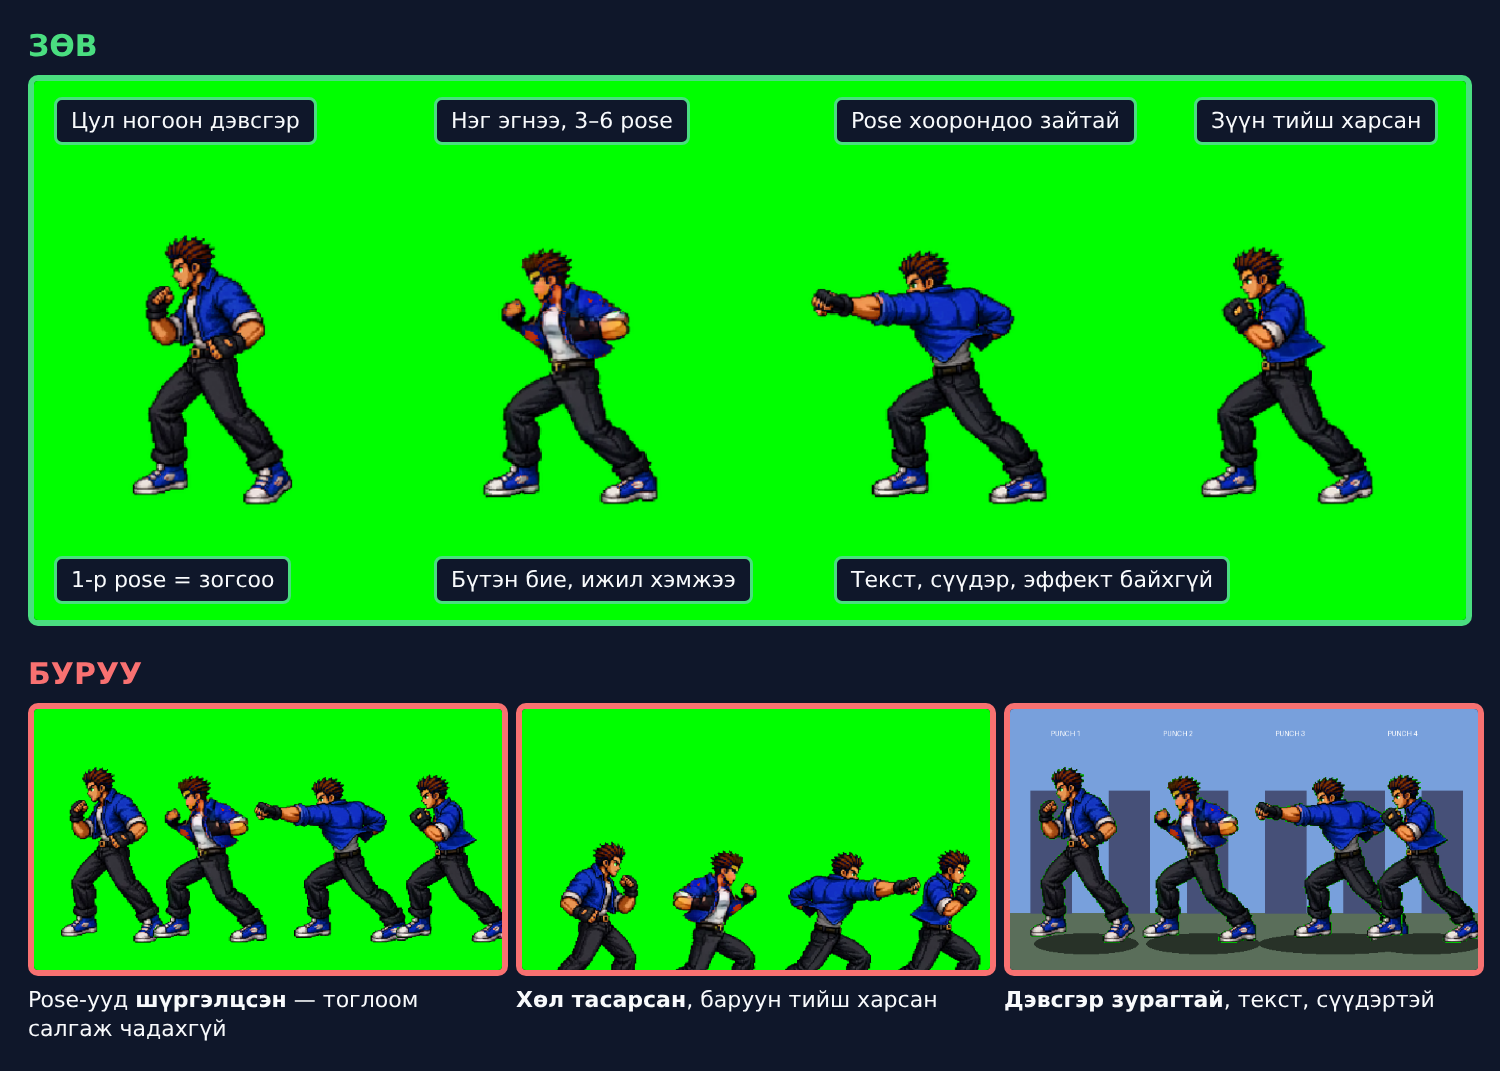 ЗӨВ
Цул ногоон дэвсгэр
Нэг эгнээ, 3–6 pose
Pose хоорондоо зайтай
Зүүн тийш харсан
1-р pose = зогсоо
Бүтэн бие, ижил хэмжээ
Текст, сүүдэр, эффект байхгүй
БУРУУ
PUNCH 1
PUNCH 2
PUNCH 3
PUNCH 4
Pose-ууд шүргэлцсэн — тоглоом
салгаж чадахгүй
Хөл тасарсан, баруун тийш харсан
Дэвсгэр зурагтай, текст, сүүдэртэй